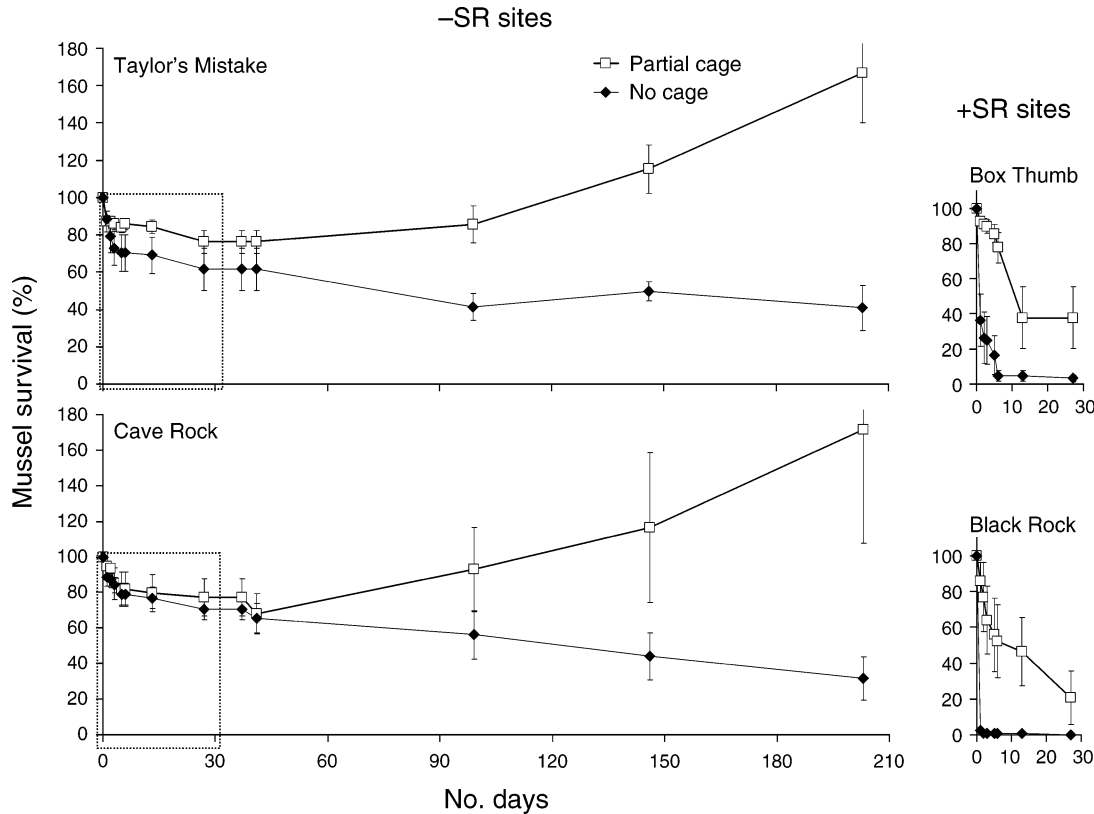 –SR sites
Taylor's Mistake
Partial cage
No cage
180
160
140
120
100
80
60
40
20
0
Cave Rock
180
160
140
120
100
80
60
40
20
0
0 30 60 90 120 150 180 210
Mussel survival (%)
No. days
+SR sites
Box Thumb
100
80
60
40
20
0
0 10 20 30
Black Rock
100
80
60
40
20
0
0 10 20 30